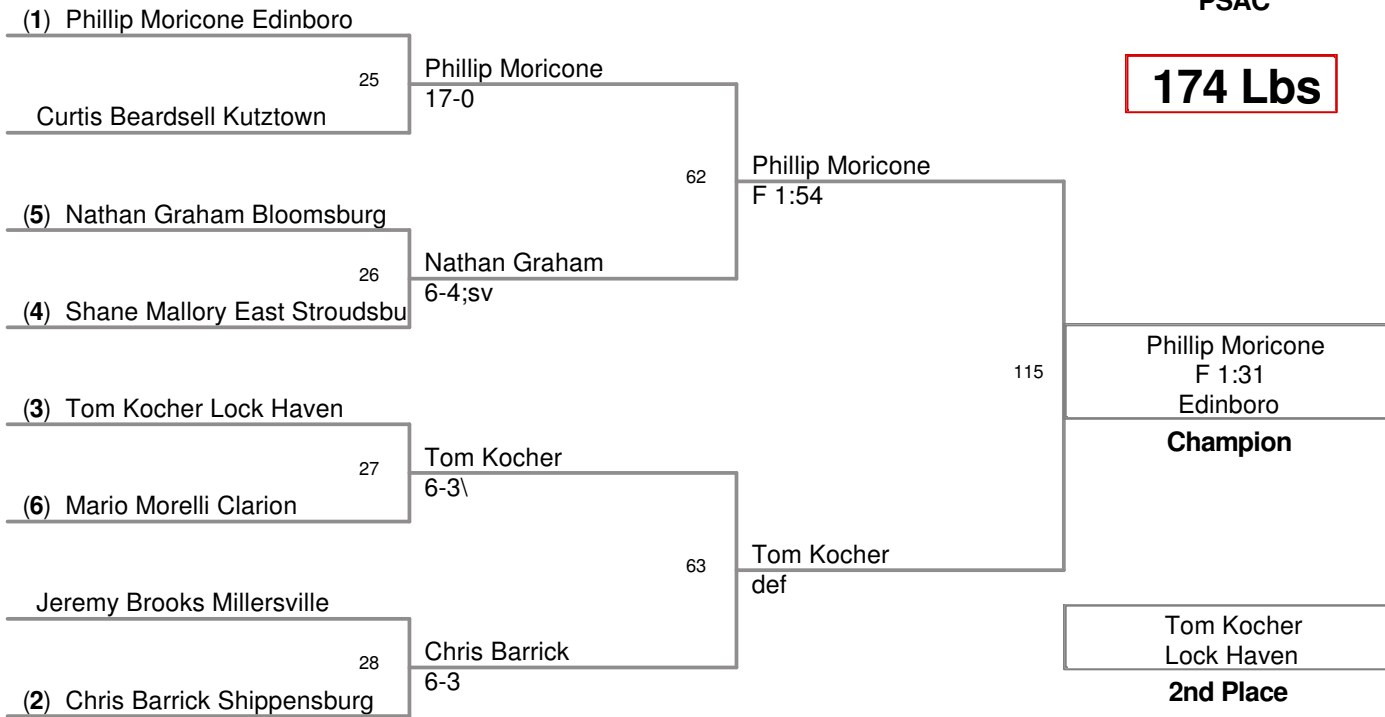 PSAC
174 Lbs
(1) Phillip Moricone Edinboro
25
Curtis Beardsell Kutztown
Phillip Moricone
17-0
(5) Nathan Graham Bloomsburg
26
(4) Shane Mallory East Stroudsbu
Nathan Graham
6-4;sv
62
Phillip Moricone
F 1:54
(3) Tom Kocher Lock Haven
27
(6) Mario Morelli Clarion
Tom Kocher
6-3\
Jeremy Brooks Millersville
28
(2) Chris Barrick Shippensburg
Chris Barrick
6-3
63
Tom Kocher
def
115
Phillip Moricone
F 1:31
Edinboro
Champion
Tom Kocher
Lock Haven
2nd Place